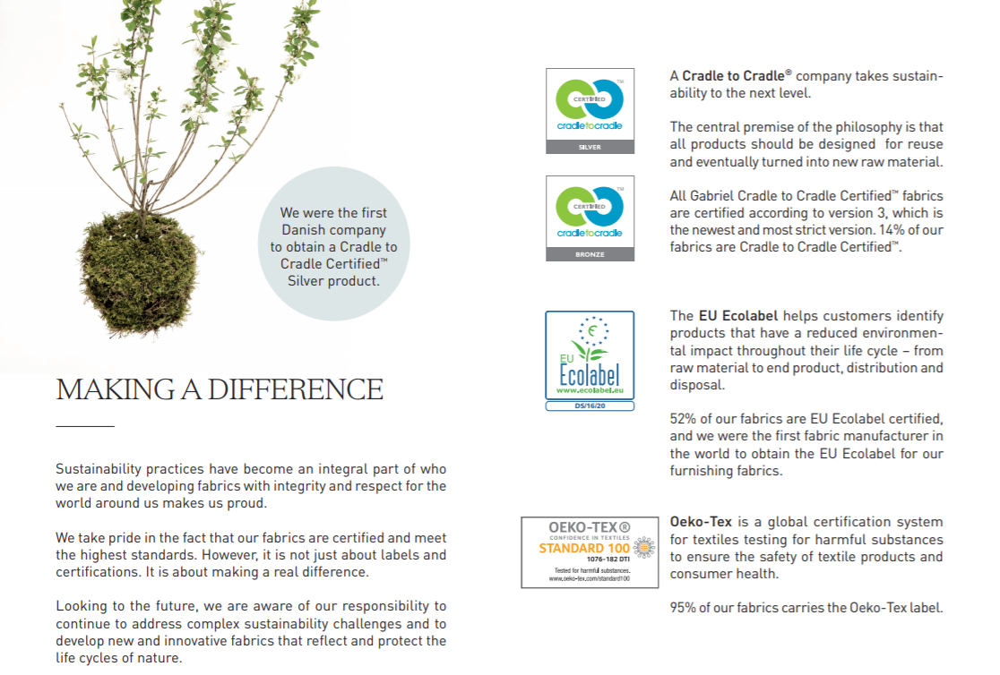 We were the first
Danish company
to obtain a Cradle to
Cradle Certified™
Silver product.
MAKING A DIFFERENCE
Sustainability practices have become an integral part of who
we are and developing fabrics with integrity and respect for the
world around us makes us proud.
We take pride in the fact that our fabrics are certified and meet
the highest standards. However, it is not just about labels and
certifications. It is about making a real difference.
Looking to the future, we are aware of our responsibility to
continue to address complex sustainability challenges and to
develop new and innovative fabrics that reflect and protect the
life cycles of nature.
TM
CERTIFIED
cradletocradle
SILVER
A Cradle to Cradle® company takes sustain-
ability to the next level.
The central premise of the philosophy is that
all products should be designed for reuse
and eventually turned into new raw material.
TM
CERTIFIED
cradletocradle
BRONZE
All Gabriel Cradle to Cradle Certified™ fabrics
are certified according to version 3, which is
the newest and most strict version. 14% of our
fabrics are Cradle to Cradle Certified™.
EU
Ecolabel
www.ecolabel.eu
DS/16/20
The EU Ecolabel helps customers identify
products that have a reduced environmen-
tal impact throughout their life cycle – from
raw material to end product, distribution and
disposal.
52% of our fabrics are EU Ecolabel certified,
and we were the first fabric manufacturer in
the world to obtain the EU Ecolabel for our
furnishing fabrics.
OEKO-TEX®
CONFIDENCE IN TEXTILES
STANDARD 100
1076-182 DTI
Tested for harmful substances.
www.oeko-tex.com/standard100
Oeko-Tex is a global certification system
for textiles testing for harmful substances
to ensure the safety of textile products and
consumer health.
95% of our fabrics carries the Oeko-Tex label.